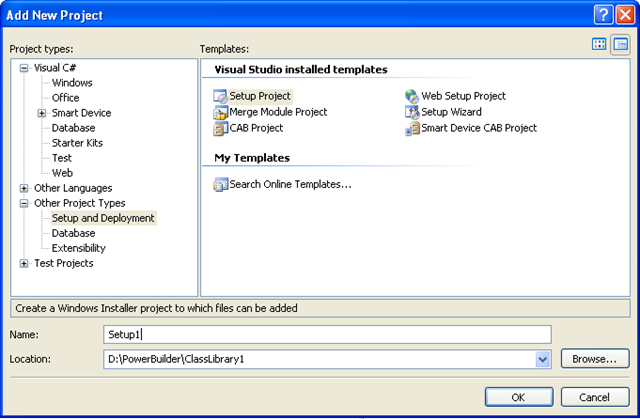 Add New Project
Project types:
Templates:
Visual C#
Windows
Office
Smart Device
Database
Starter Kits
Test
Web
Other Languages
Other Project Types
Setup and Deployment
Database
Extensibility
Test Projects
Visual Studio installed templates
Setup Project
Web Setup Project
Merge Module Project
Setup Wizard
CAB Project
Smart Device CAB Project
My Templates
Search Online Templates...
Create a Windows Installer project to which files can be added
Name:
Setup1
Location:
D:\PowerBuilder\ClassLibrary1
Browse...
OK
Cancel